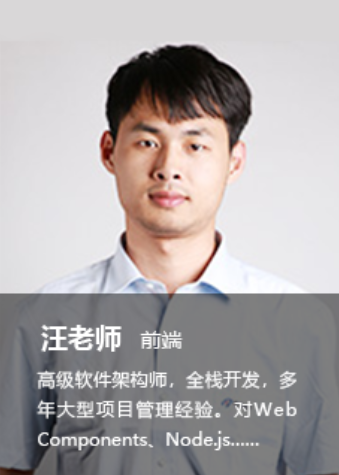 汪老师 前端
高级软件架构师，全栈开发，多
年大型项目管理经验。对Web
Components、Node.js......